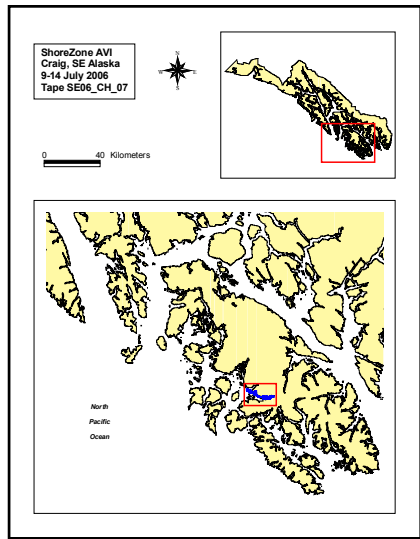 ShoreZone AVI
Craig, SE Alaska
9-14 July 2006
Tape SE06_CH_07
N
W E
S
0 40 Kilometers
North
Pacific
Ocean